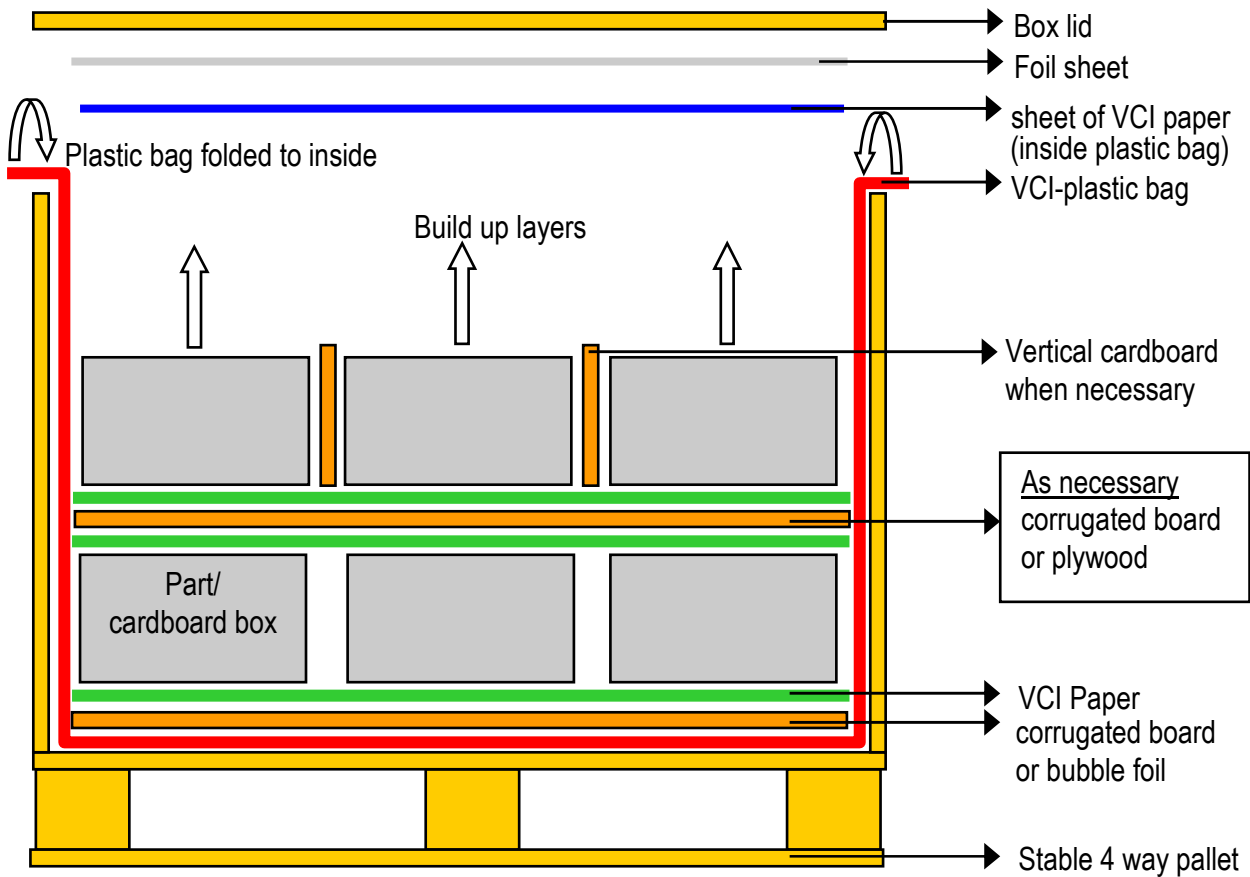 Box lid
Foil sheet
sheet of VCI paper
(inside plastic bag)
Plastic bag folded to inside
VCI-plastic bag
Build up layers
Vertical cardboard
when necessary
As necessary
corrugated board
or plywood
Part/
cardboard box
VCI Paper
corrugated board
or bubble foil
Stable 4 way pallet